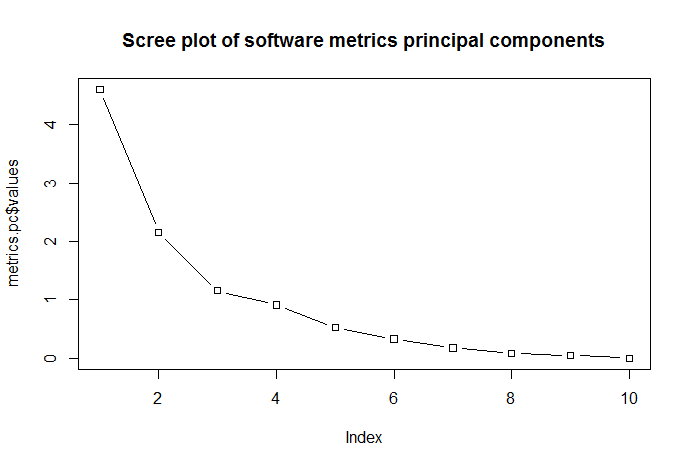 Scree plot of software metrics principal components
metrics.pc$values
4
3
2
1
0
2 4 6 8 10
Index